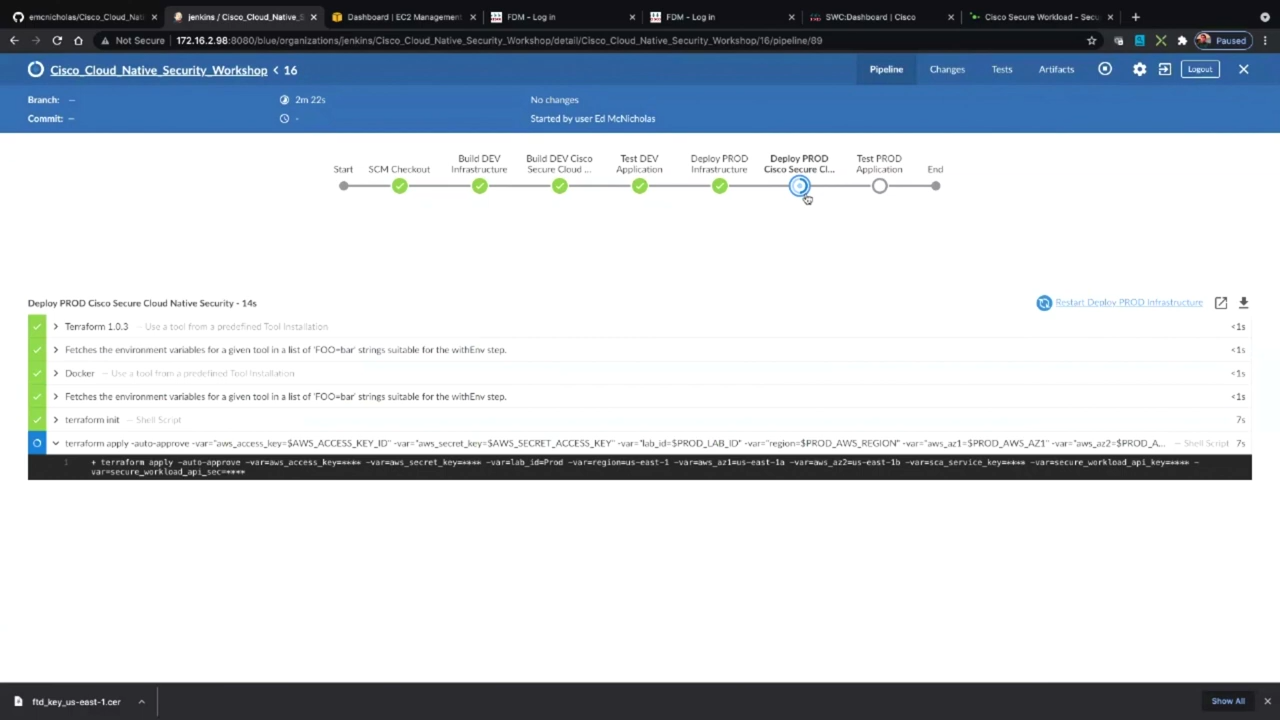 emcnicholas/Cisco_Cloud_Nati
jenkins / Cisco_Cloud_Native_S
Dashboard | EC2 Management
FDM - Log in
FDM - Log in
SWC:Dashboard | Cisco
Cisco Secure Workload - Secu
Not Secure | 172.16.2.98:8080/blue/organizations/jenkins/Cisco_Cloud_Native_Security_Workshop/detail/Cisco_Cloud_Native_Security_Workshop/16/pipeline/89
Paused
Cisco_Cloud_Native_Security_Workshop < 16
Pipeline
Changes
Tests
Artifacts
Logout
Branch: —
2m 22s
No changes
Commit: —
-
Started by user Ed McNicholas
Start
SCM Checkout
Build DEV
Infrastructure
Build DEV Cisco
Secure Cloud ...
Test DEV
Application
Deploy PROD
Infrastructure
Deploy PROD
Cisco Secure Cl...
Test PROD
Application
End
Deploy PROD Cisco Secure Cloud Native Security - 14s
Restart Deploy PROD Infrastructure
Terraform 1.0.3 — Use a tool from a predefined Tool Installation <1s
Fetches the environment variables for a given tool in a list of 'FOO=bar' strings suitable for the withEnv step. <1s
Docker — Use a tool from a predefined Tool Installation <1s
Fetches the environment variables for a given tool in a list of 'FOO=bar' strings suitable for the withEnv step. <1s
terraform init — Shell Script 7s
terraform apply -auto-approve -var="aws_access_key=$AWS_ACCESS_KEY_ID" -var="aws_secret_key=$AWS_SECRET_ACCESS_KEY" -var="lab_id=$PROD_LAB_ID" -var="region=$PROD_AWS_REGION" -var="aws_az1=$PROD_AWS_AZ1" -var="aws_az2=$PROD_A... — Shell Script 7s
1 + terraform apply -auto-approve -var=aws_access_key=**** -var=aws_secret_key=**** -var=lab_id=Prod -var=region=us-east-1 -var=aws_az1=us-east-1a -var=aws_az2=us-east-1b -var=sca_service_key=**** -var=secure_workload_api_key=**** -
var=secure_workload_api_sec=****
ftd_key_us-east-1.cer
Show All